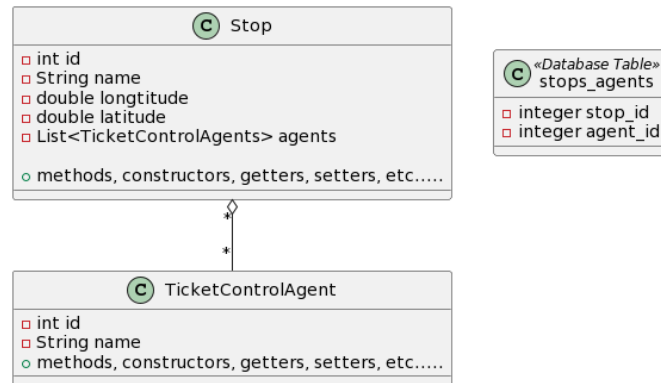 C Stop
int id
String name
double longtitude
double latitude
List<TicketControlAgents> agents
methods, constructors, getters, setters, etc.....
C «Database Table»
stops_agents
integer stop_id
integer agent_id
*
*
C TicketControlAgent
int id
String name
methods, constructors, getters, setters, etc.....